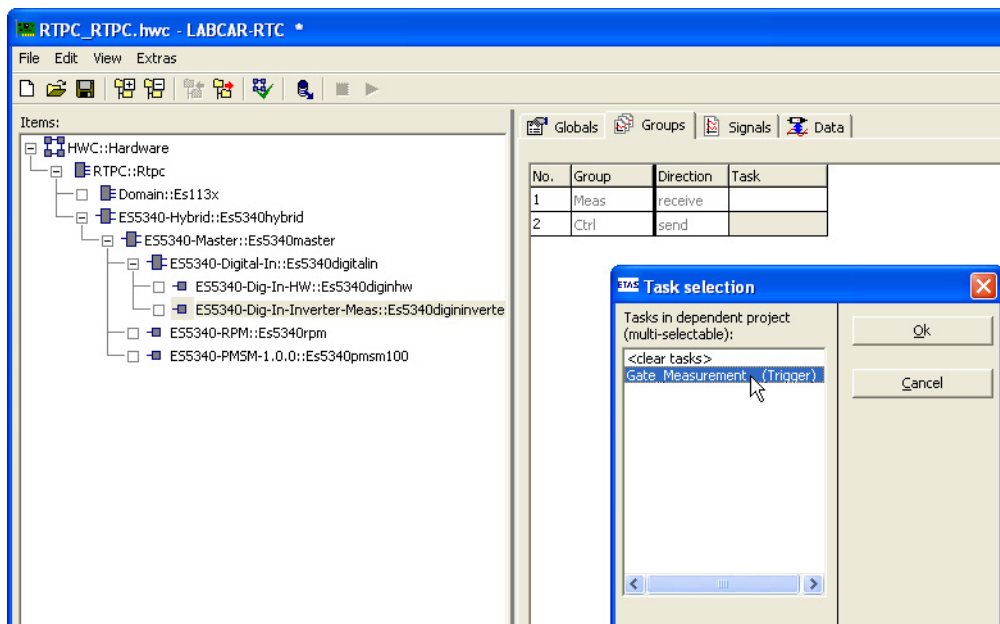 RTPC_RTPC.hwc - LABCAR-RTC *
File Edit View Extras
Items:
HWC::Hardware
RTPC::Rtpc
Domain::Es113x
ES5340-Hybrid::Es5340hybrid
ES5340-Master::Es5340master
ES5340-Digital-In::Es5340digitalin
ES5340-Dig-In-HW::Es5340diginhw
ES5340-Dig-In-Inverter-Meas::Es5340digininverte
ES5340-RPM::Es5340rpm
ES5340-PMSM-1.0.0::Es5340pmsm100
Globals Groups Signals Data
No. Group Direction Task
1 Meas receive
2 Ctrl send
ETAS Task selection
Tasks in dependent project
(multi-selectable):
<clear tasks>
Gate_Measurement (Trigger)
Ok
Cancel